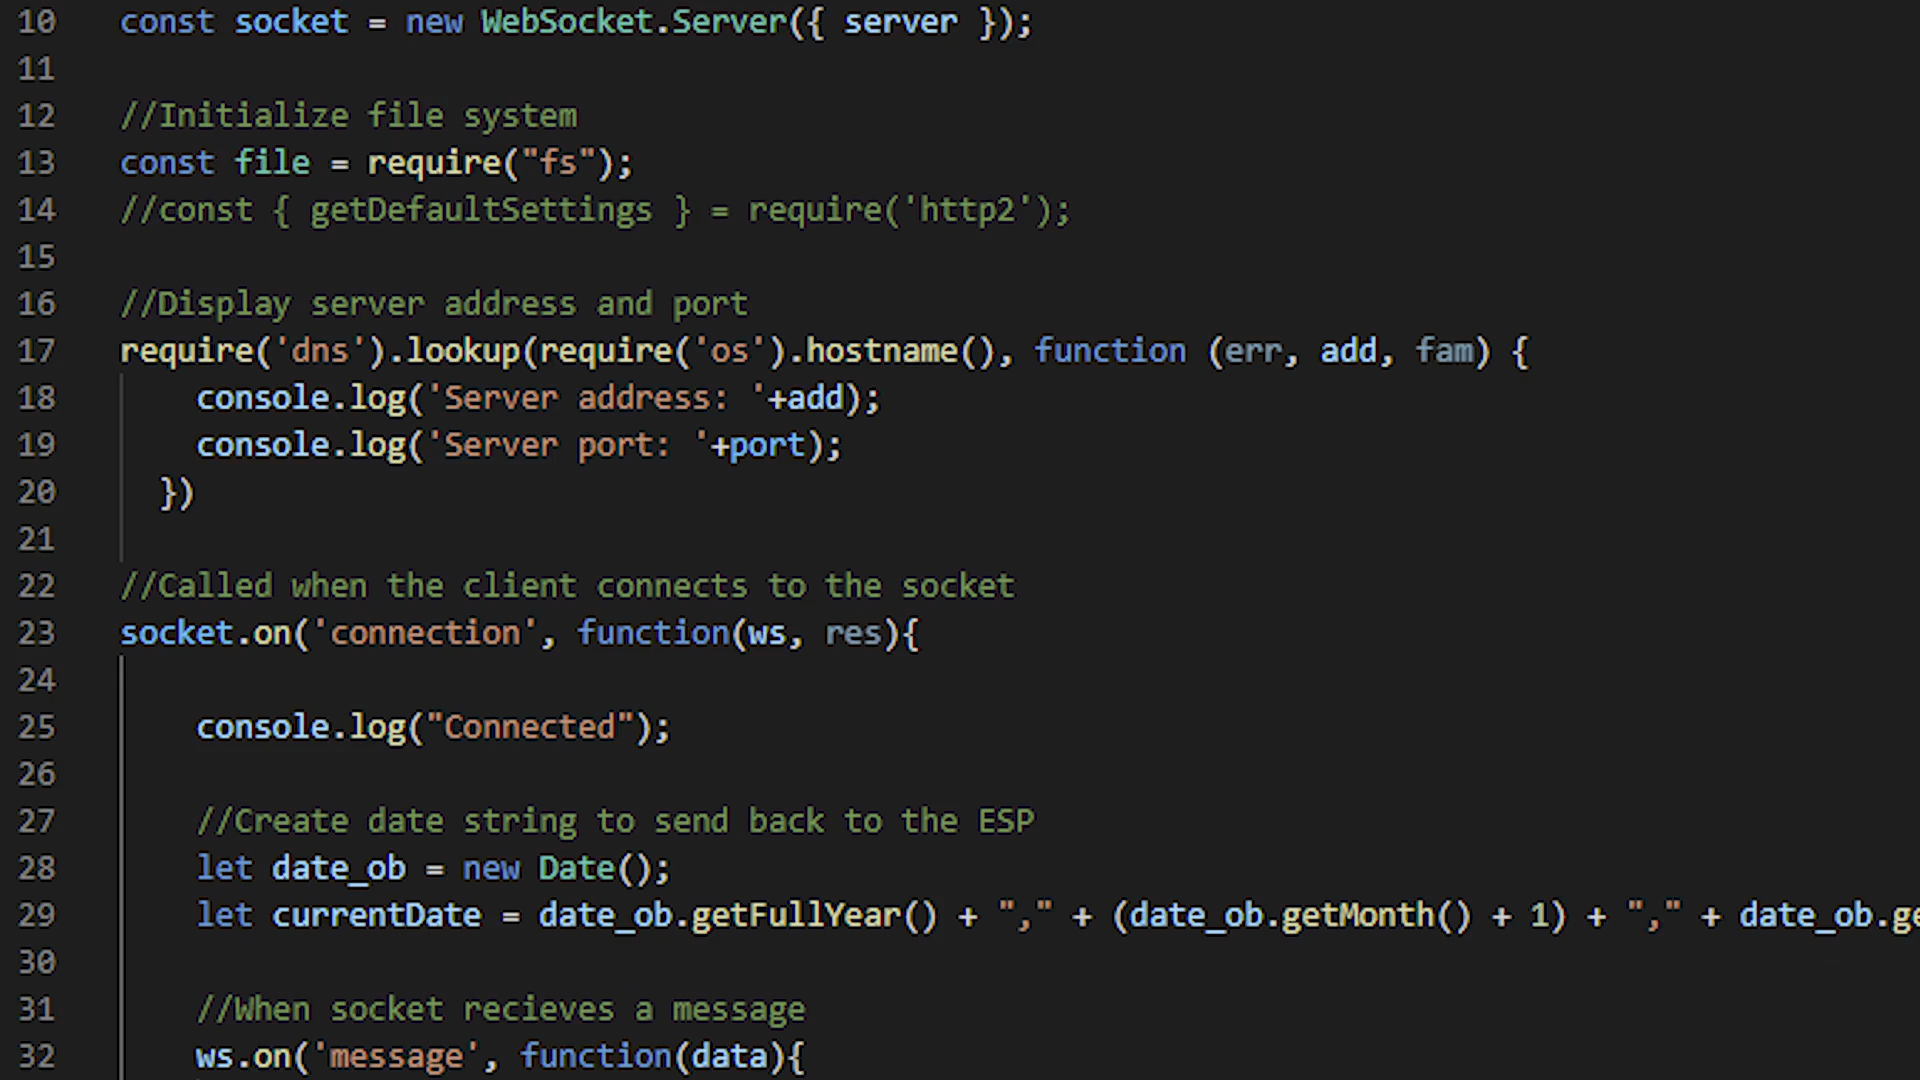 10 const socket = new WebSocket.Server({ server });
11
12 //Initialize file system
13 const file = require("fs");
14 //const { getDefaultSettings } = require('http2');
15
16 //Display server address and port
17 require('dns').lookup(require('os').hostname(), function (err, add, fam) {
18 console.log('Server address: '+add);
19 console.log('Server port: '+port);
20 })
21
22 //Called when the client connects to the socket
23 socket.on('connection', function(ws, res){
24
25 console.log("Connected");
26
27 //Create date string to send back to the ESP
28 let date_ob = new Date();
29 let currentDate = date_ob.getFullYear() + "," + (date_ob.getMonth() + 1) + "," + date_ob.ge
30
31 //When socket recieves a message
32 ws.on('message', function(data){